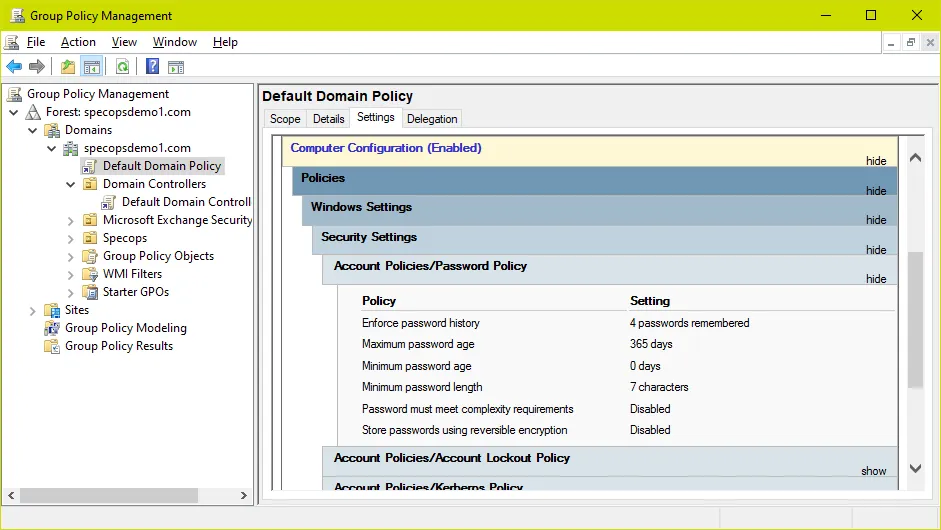 Group Policy Management
File Action View Window Help
Group Policy Management
Forest: specopsdemo1.com
Domains
specopsdemo1.com
Default Domain Policy
Domain Controllers
Default Domain Controll
Microsoft Exchange Security
Specops
Group Policy Objects
WMI Filters
Starter GPOs
Sites
Group Policy Modeling
Group Policy Results
Default Domain Policy
Scope Details Settings Delegation
Computer Configuration (Enabled)
hide
Policies
hide
Windows Settings
hide
Security Settings
hide
Account Policies/Password Policy
hide
Policy Setting
Enforce password history 4 passwords remembered
Maximum password age 365 days
Minimum password age 0 days
Minimum password length 7 characters
Password must meet complexity requirements Disabled
Store passwords using reversible encryption Disabled
Account Policies/Account Lockout Policy
show
Account Policies/Kerberos Policy